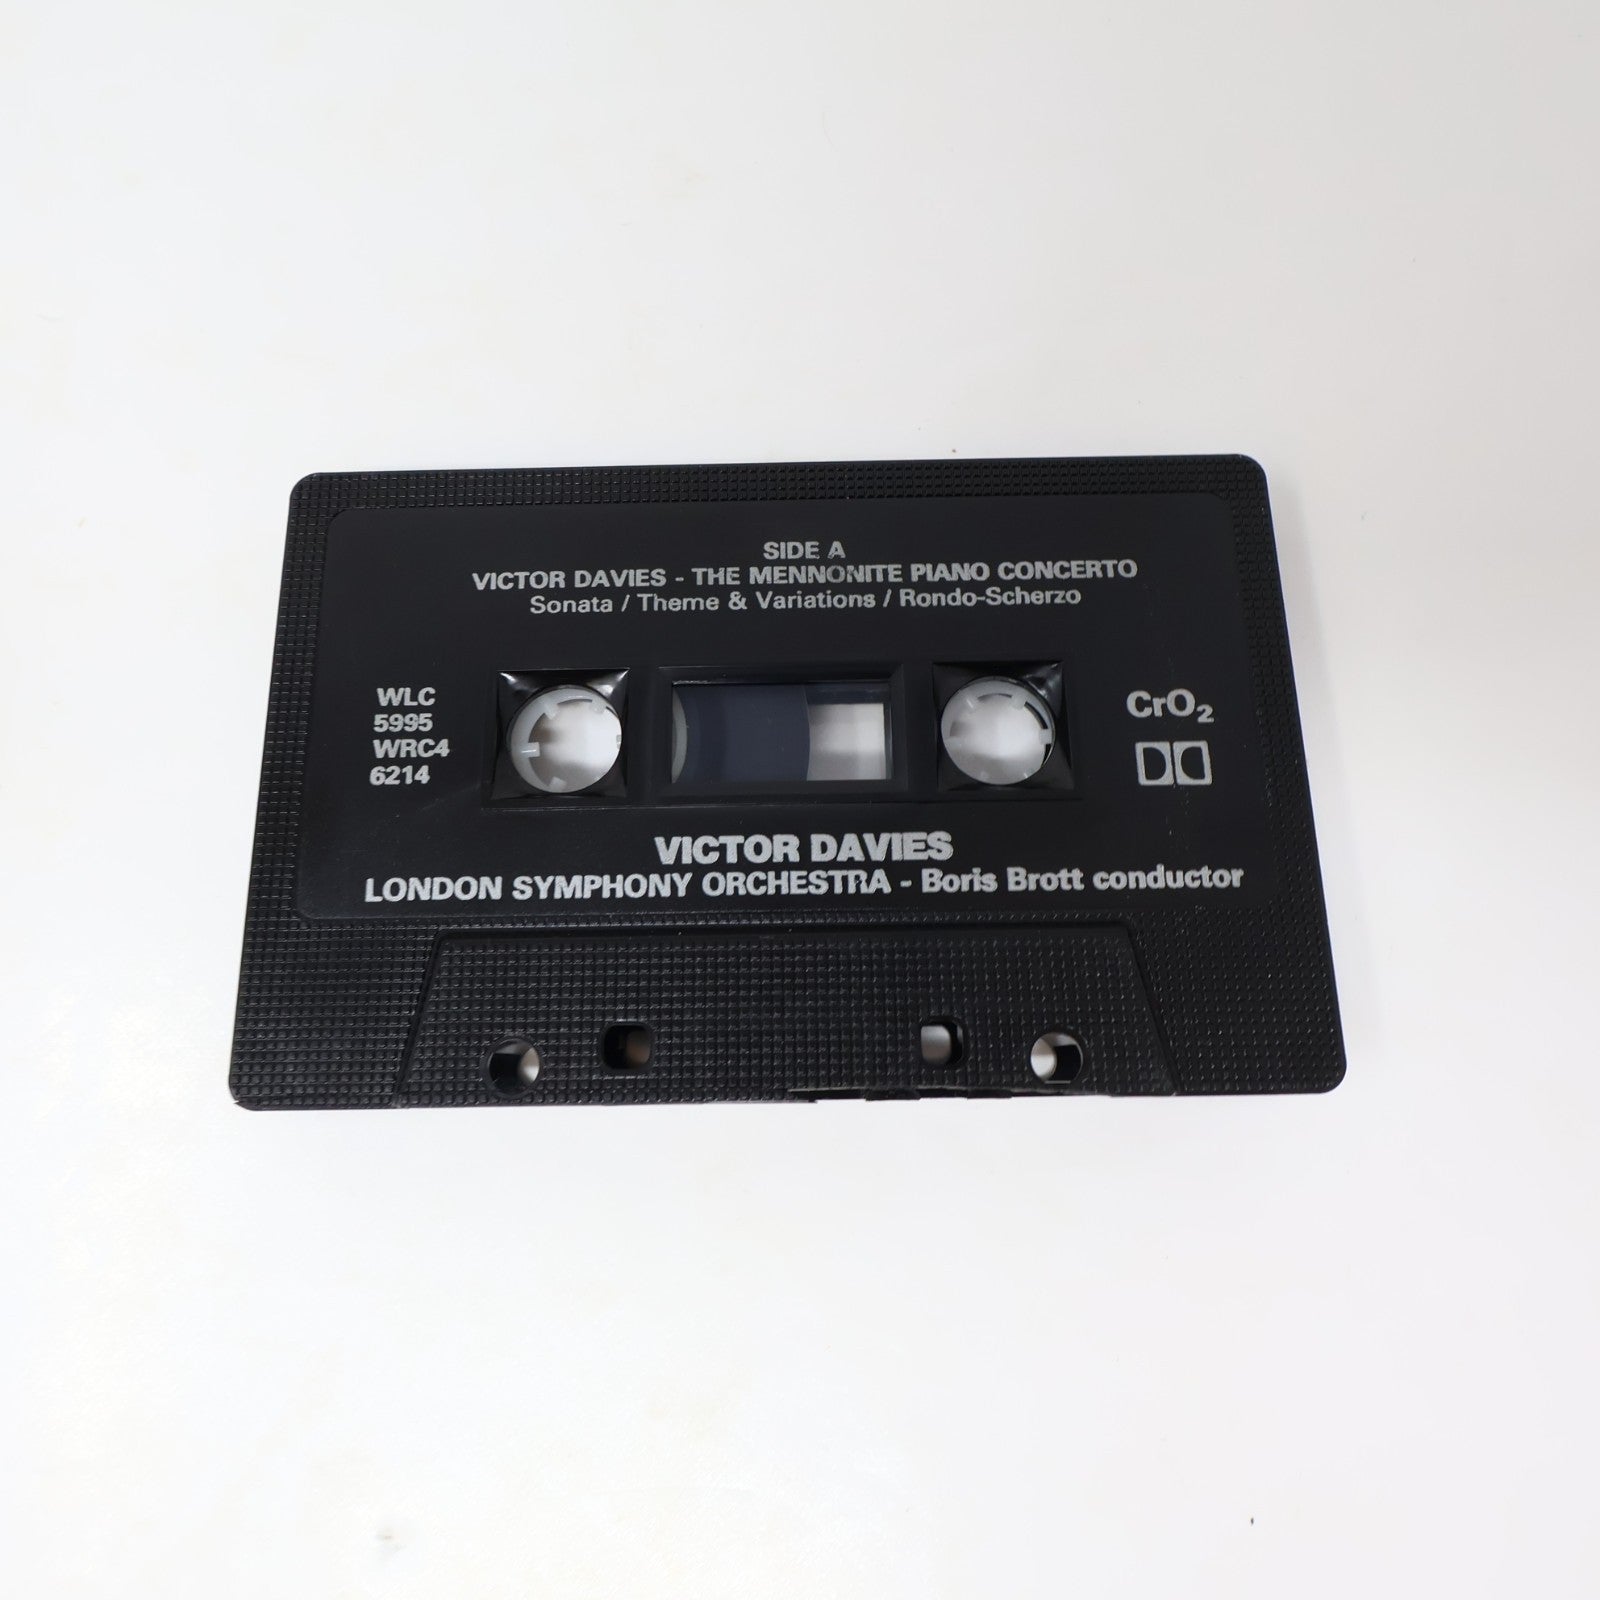 SIDE A
VICTOR DAVIES - THE MENNONITE PIANO CONCERTO
Sonata / Theme & Variations / Rondo-Scherzo
WLC
5995
WRC4
6214
CrO₂
VICTOR DAVIES
LONDON SYMPHONY ORCHESTRA - Boris Brott conductor